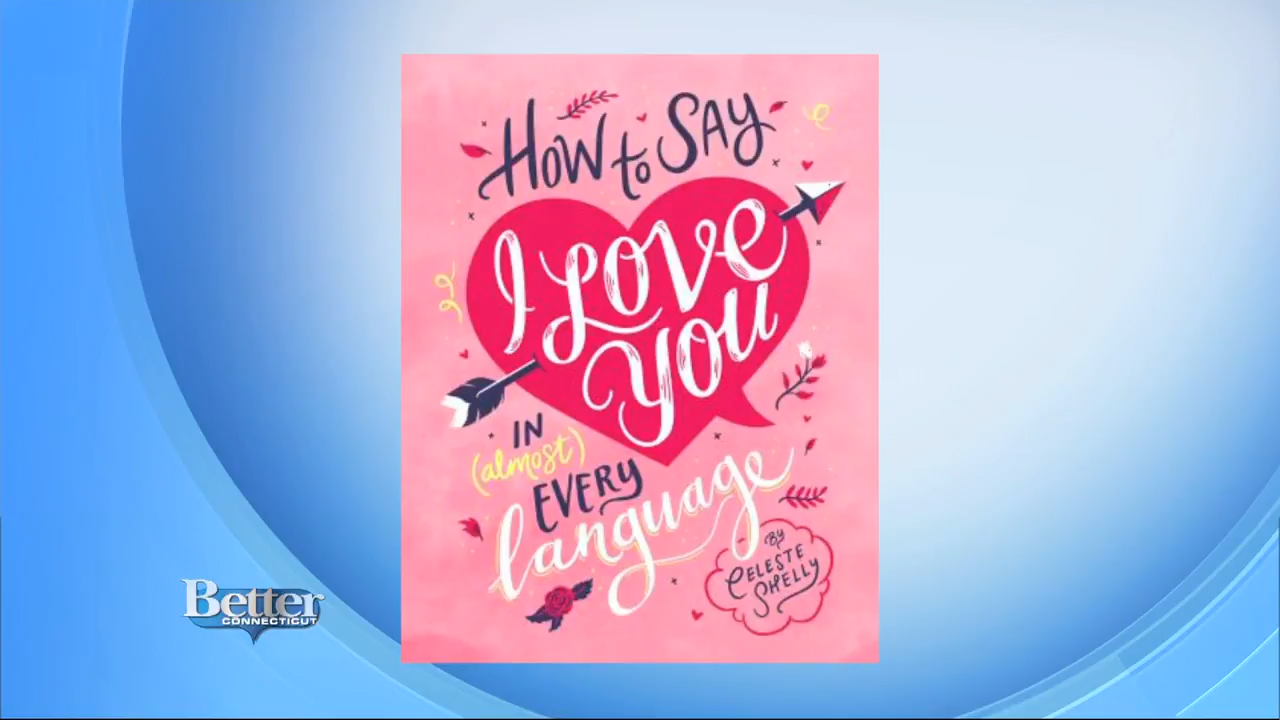 How to SAY
I Love
You
IN
(almost)
EVERY
language
BY
CELESTE
SHELLY
Better
CONNECTICUT